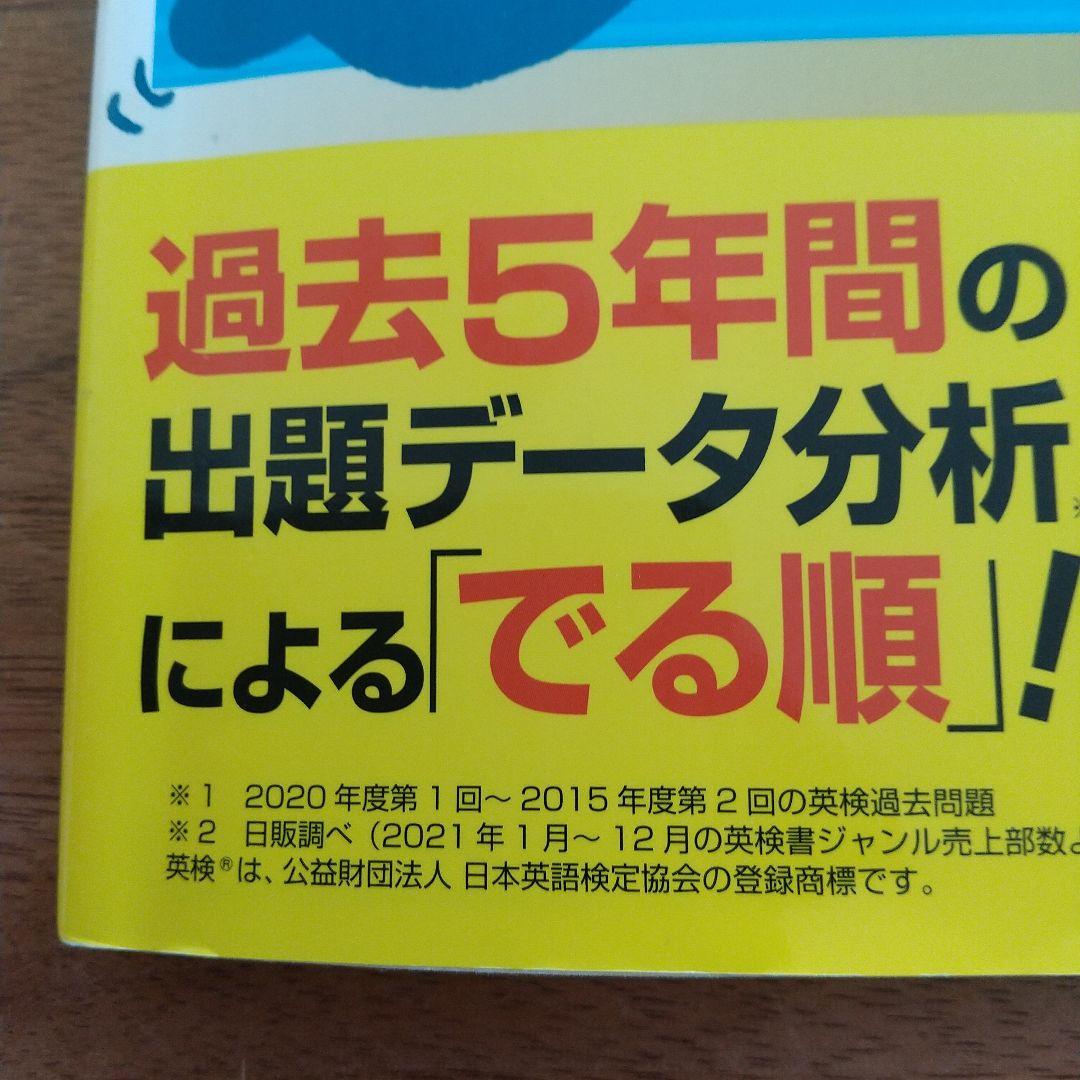 過去5年間の
出題データ分析※
による「でる順」!
※1 2020年度第1回〜2015年度第2回の英検過去問題
※2 日販調べ（2021年1月〜12月の英検書ジャンル売上部数よ
英検®は、公益財団法人 日本英語検定協会の登録商標です。